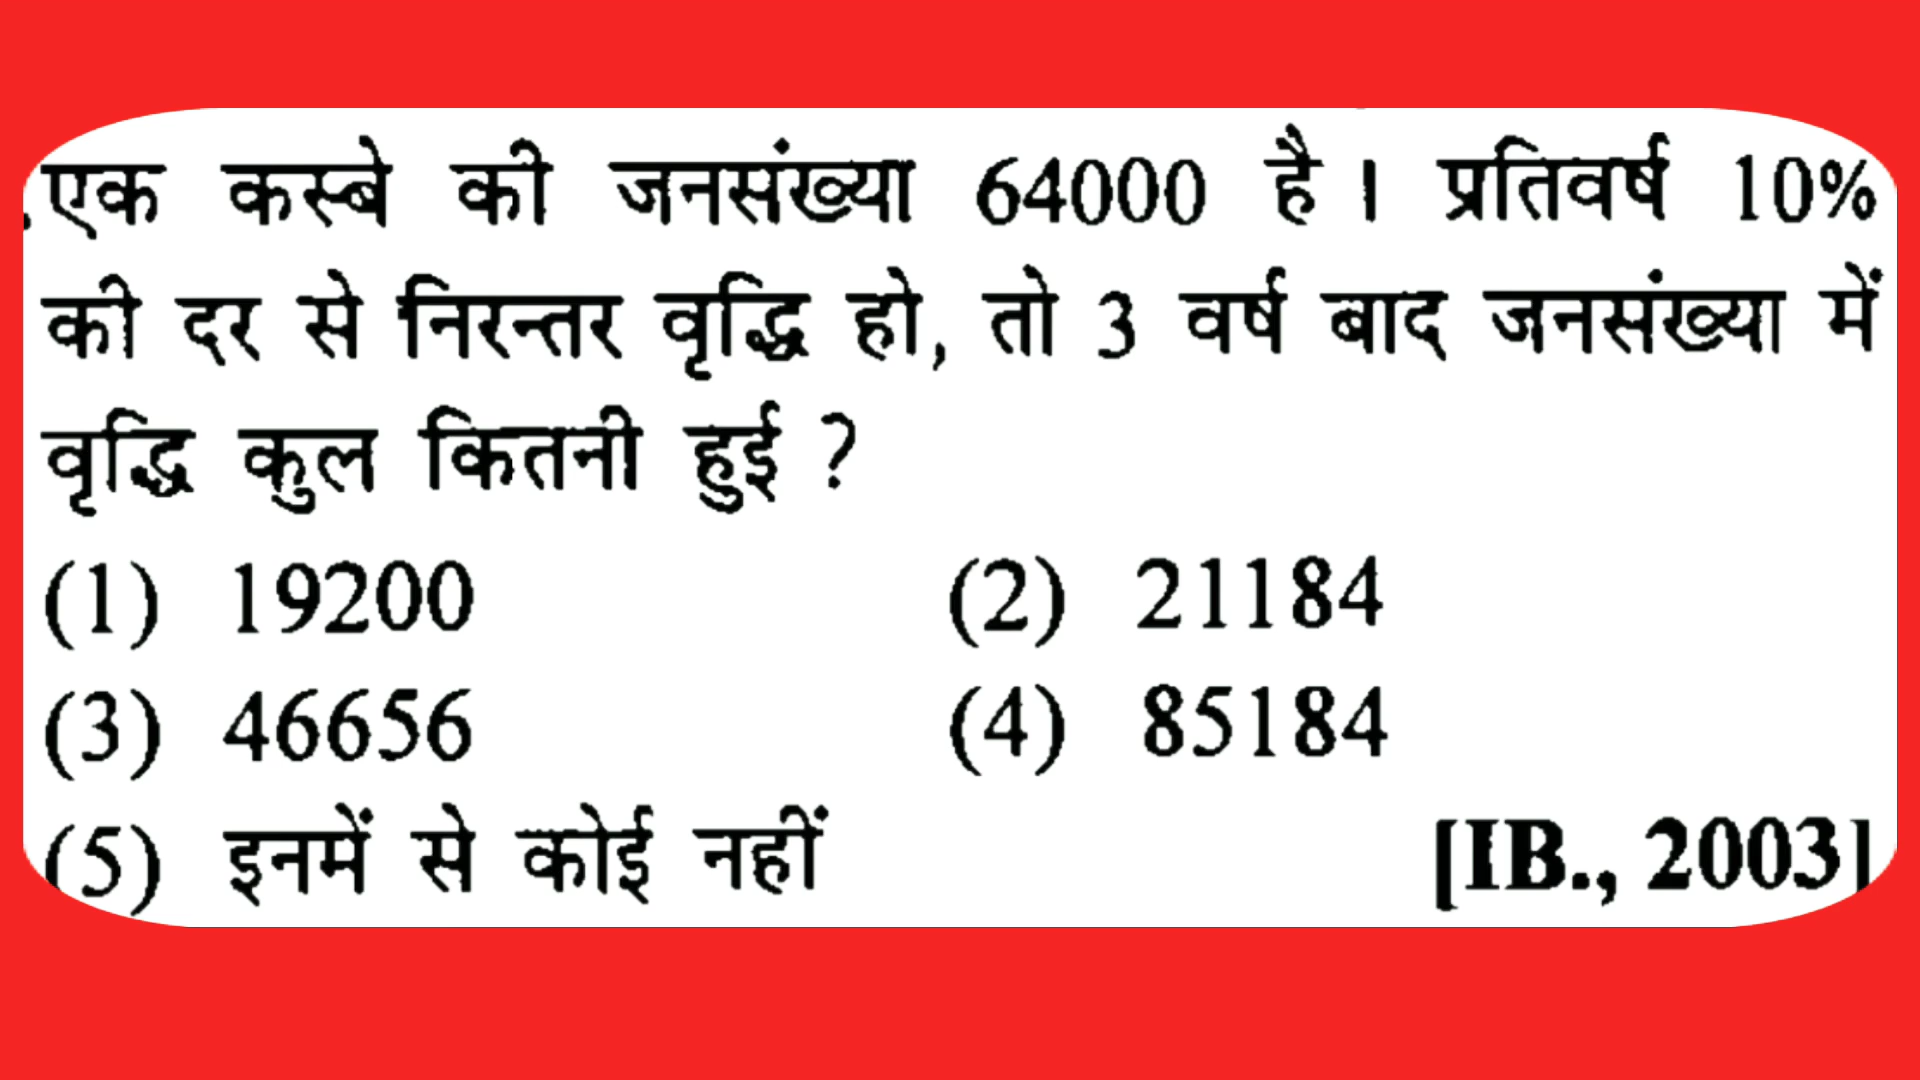 एक कस्बे की जनसंख्या 64000 है। प्रतिवर्ष 10%
की दर से निरन्तर वृद्धि हो, तो 3 वर्ष बाद जनसंख्या में
वृद्धि कुल कितनी हुई ?
(1) 19200 (2) 21184
(3) 46656 (4) 85184
(5) इनमें से कोई नहीं [IB., 2003]